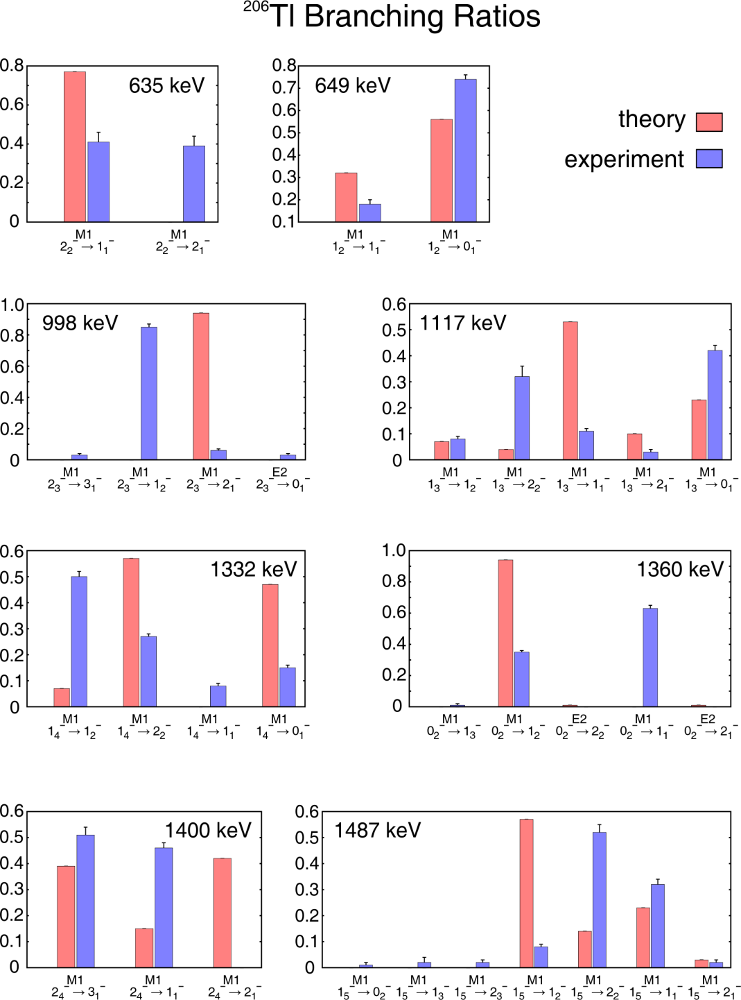 ²⁰⁶Tl Branching Ratios
theory
experiment
635 keV
0.8
0.6
0.4
0.2
0
M1 M1
2₂⁻→1₁⁻ 2₂⁻→2₁⁻
649 keV
0.8
0.7
0.6
0.5
0.4
0.3
0.2
0.1
M1 M1
1₂⁻→1₁⁻ 1₂⁻→0₁⁻
998 keV
1.0
0.8
0.6
0.4
0.2
0
M1 M1 M1 E2
2₃⁻→3₁⁻ 2₃⁻→1₂⁻ 2₃⁻→2₁⁻ 2₃⁻→0₁⁻
1117 keV
0.6
0.5
0.4
0.3
0.2
0.1
0
M1 M1 M1 M1 M1
1₃⁻→1₂⁻ 1₃⁻→2₂⁻ 1₃⁻→1₁⁻ 1₃⁻→2₁⁻ 1₃⁻→0₁⁻
1332 keV
0.6
0.5
0.4
0.3
0.2
0.1
0
M1 M1 M1 M1
1₄⁻→1₂⁻ 1₄⁻→2₂⁻ 1₄⁻→1₁⁻ 1₄⁻→0₁⁻
1360 keV
1.0
0.8
0.6
0.4
0.2
0
M1 M1 E2 M1 E2
0₂⁻→1₃⁻ 0₂⁻→1₂⁻ 0₂⁻→2₂⁻ 0₂⁻→1₁⁻ 0₂⁻→2₁⁻
1400 keV
0.6
0.5
0.4
0.3
0.2
0.1
0
M1 M1 M1
2₄⁻→3₁⁻ 2₄⁻→1₁⁻ 2₄⁻→2₁⁻
1487 keV
0.6
0.5
0.4
0.3
0.2
0.1
0
M1 M1 M1 M1 M1 M1 M1
1₅⁻→0₂⁻ 1₅⁻→1₃⁻ 1₅⁻→2₃⁻ 1₅⁻→1₂⁻ 1₅⁻→2₂⁻ 1₅⁻→1₁⁻ 1₅⁻→2₁⁻